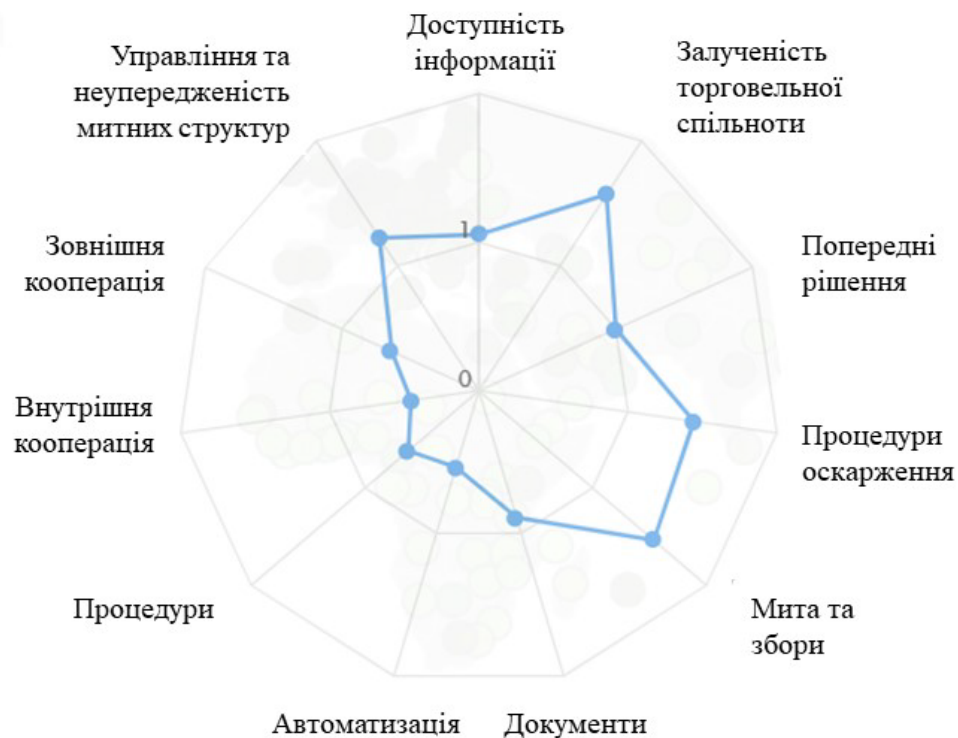 Доступність
інформації
Залученість
торговельної
спільноти
Попередні
рішення
Процедури
оскарження
Мита та
збори
Документи
Автоматизація
Процедури
Внутрішня
кооперація
Зовнішня
кооперація
Управління та
неупередженість
митних структур
1
0